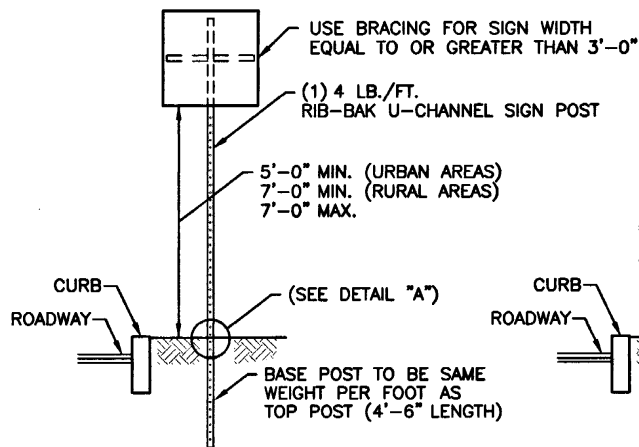 USE BRACING FOR SIGN WIDTH
EQUAL TO OR GREATER THAN 3'-0"
(1) 4 LB./FT.
RIB-BAK U-CHANNEL SIGN POST
5'-0" MIN. (URBAN AREAS)
7'-0" MIN. (RURAL AREAS)
7'-0" MAX.
CURB
ROADWAY
(SEE DETAIL "A")
CURB
ROADWAY
BASE POST TO BE SAME
WEIGHT PER FOOT AS
TOP POST (4'-6" LENGTH)